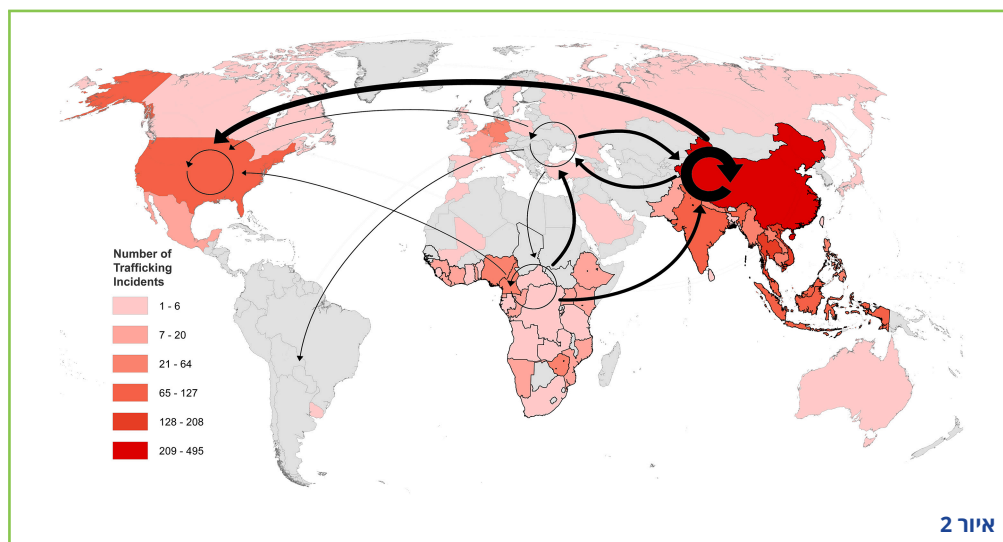 Number of
Trafficking
Incidents
1 - 6
7 - 20
21 - 64
65 - 127
128 - 208
209 - 495
איור 2